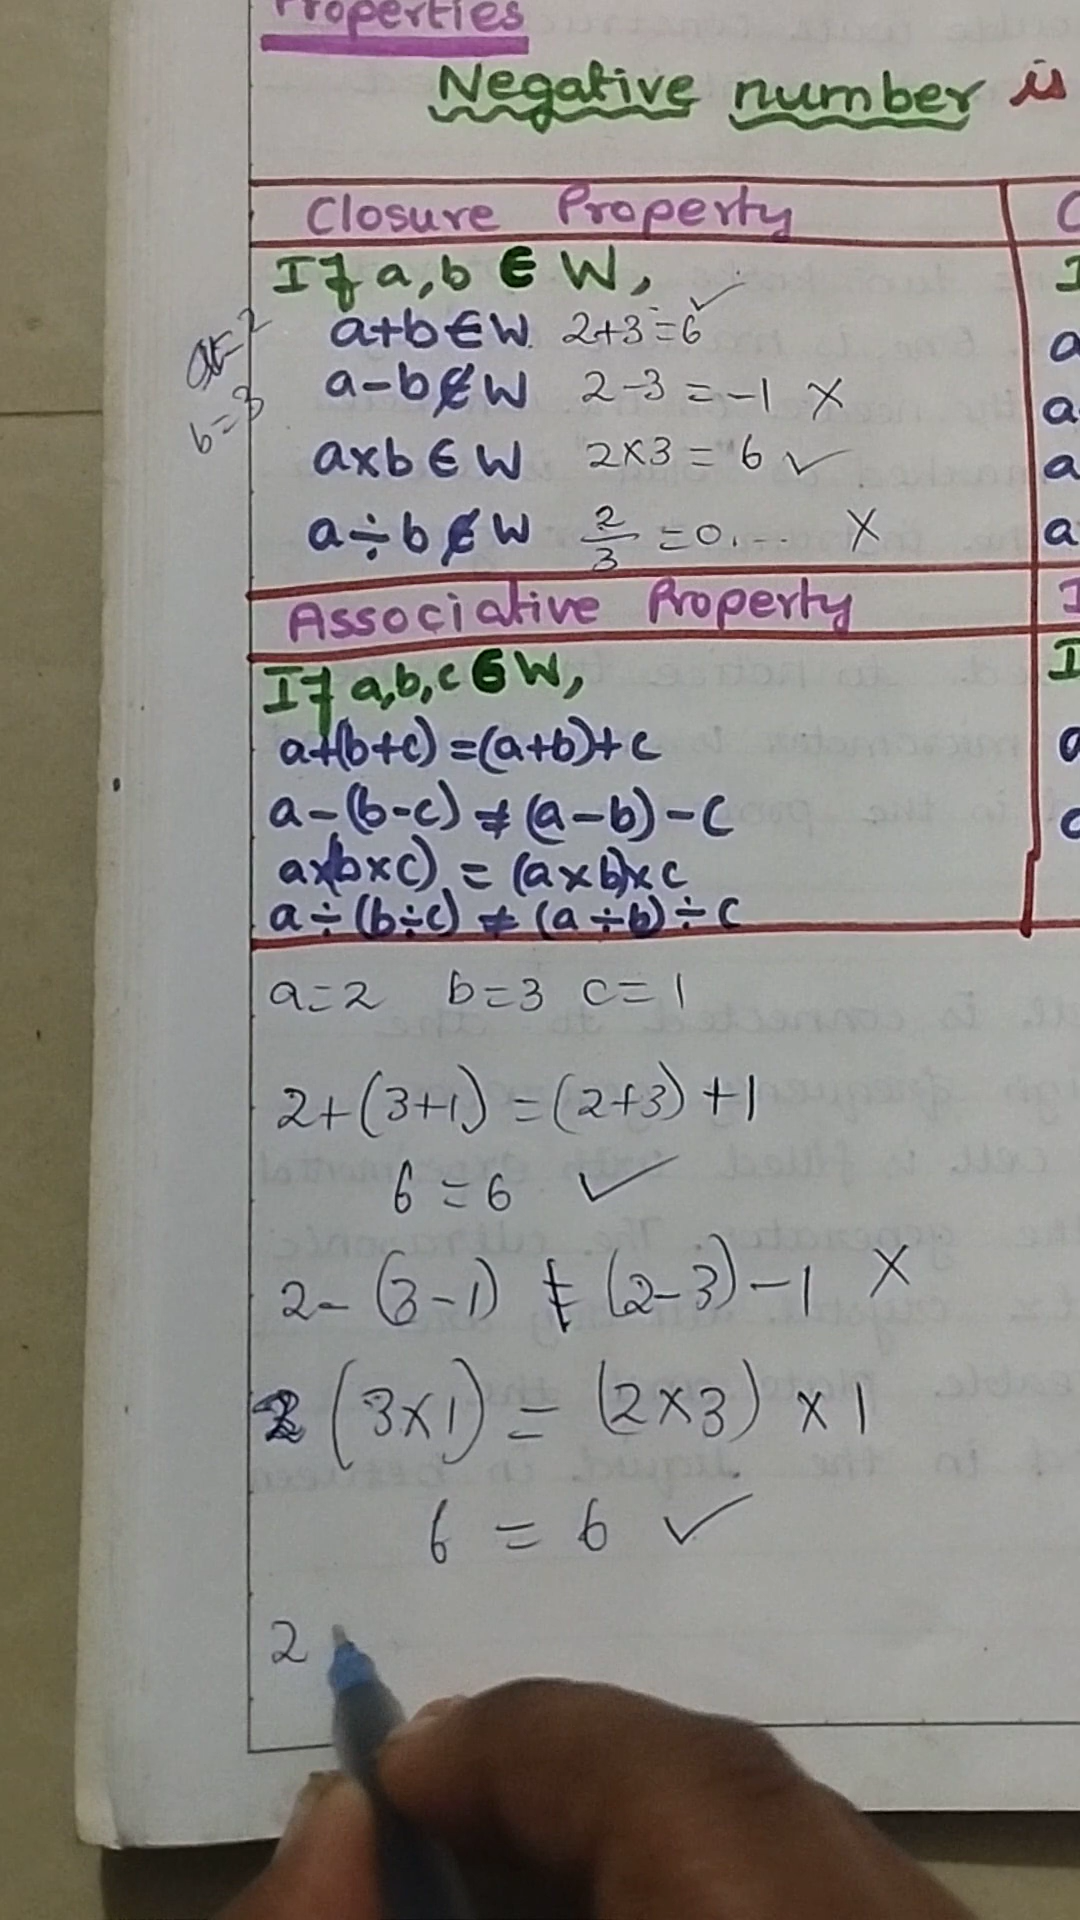 Properties
Negative number is
Closure Property
If a, b ∈ W,
a+b ∈ W 2+3=6 ✓
a-b ∉ W 2-3 = -1 X
a×b ∈ W 2×3 = 6 ✓
a÷b ∉ W 2/3 = 0.... X
a=2
b=3
Associative Property
If a,b,c ∈ W,
a+(b+c) = (a+b)+c
a-(b-c) ≠ (a-b)-c
a×(b×c) = (a×b)×c
a÷(b÷c) ≠ (a÷b)÷c
a=2 b=3 c=1
2+(3+1) = (2+3)+1
6 = 6 ✓
2-(3-1) ≠ (2-3)-1 X
2(3×1) = (2×3)×1
6 = 6 ✓
2